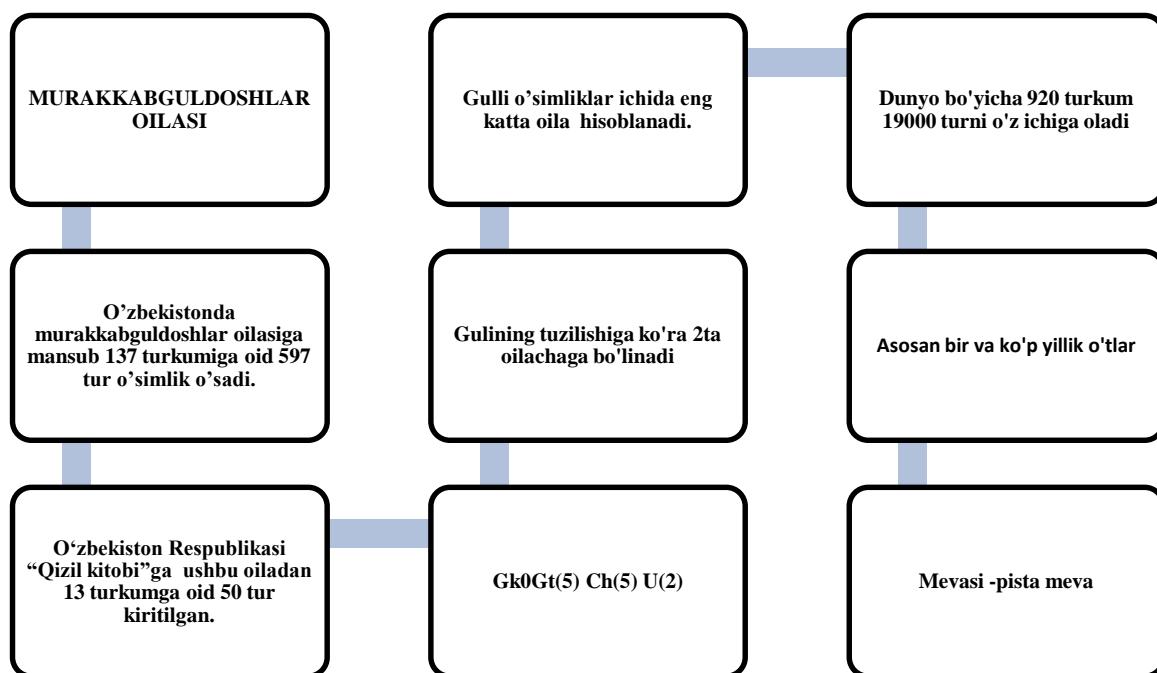 MURAKKABGULDOSHLAR
OILASI
O’zbekistonda
murakkabguldoshlar oilasiga
mansub 137 turkumiga oid 597
tur o’simlik o’sadi.
O‘zbekiston Respublikasi
“Qizil kitobi”ga ushbu oiladan
13 turkumga oid 50 tur
kiritilgan.
Gk0Gt(5) Ch(5) U(2)
Gulining tuzilishiga ko'ra 2ta
oilachaga bo'linadi
Gulli o’simliklar ichida eng
katta oila hisoblanadi.
Dunyo bo'yicha 920 turkum
19000 turni o'z ichiga oladi
Asosan bir va ko'p yillik o'tlar
Mevasi -pista meva